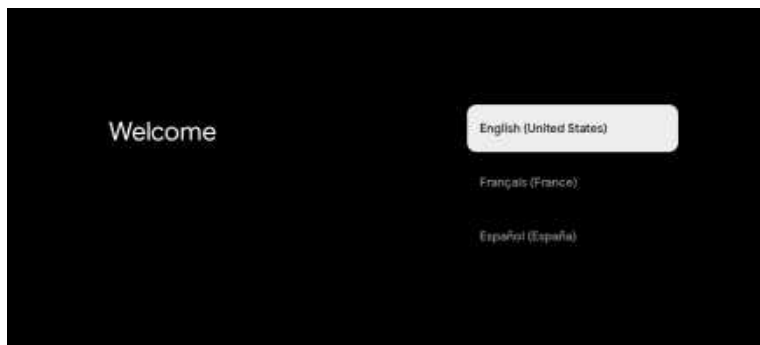 Welcome
English (United States)
Français (France)
Español (España)